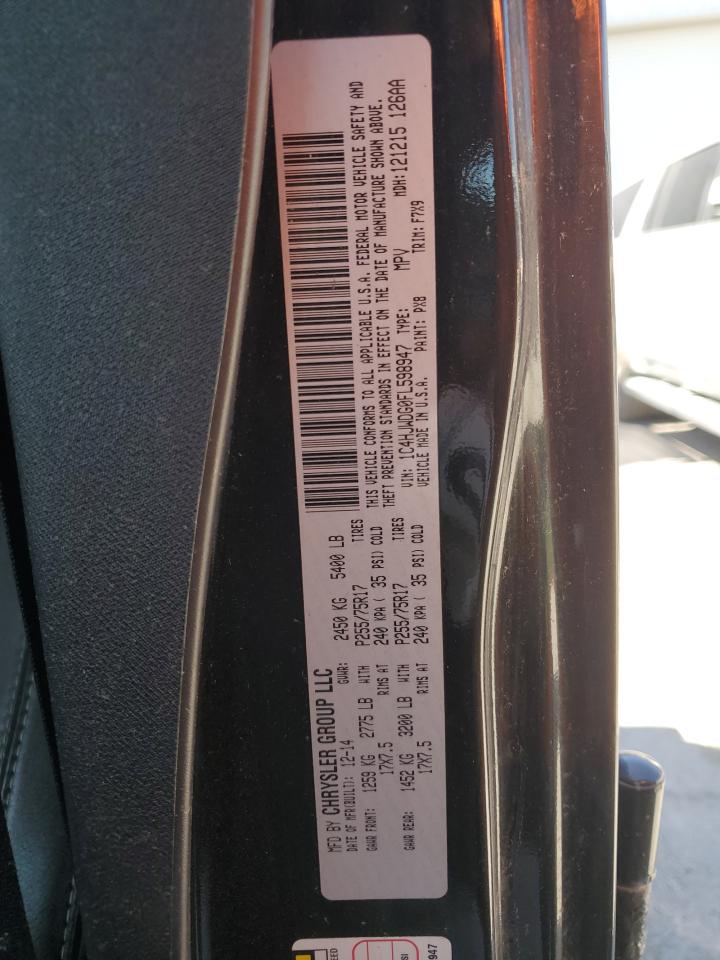 MFD BY CHRYSLER GROUP LLC
DATE OF MFR(BUILT): 12-14 GVWR: 2450 KG 5400 LB
GAWR FRONT: 1259 KG 2775 LB WITH P255/75R17 TIRES
17X7.5 RIMS AT 240 KPA ( 35 PSI) COLD
GAWR REAR: 1452 KG 3200 LB WITH P255/75R17 TIRES
17X7.5 RIMS AT 240 KPA ( 35 PSI) COLD
THIS VEHICLE CONFORMS TO ALL APPLICABLE U.S.A. FEDERAL MOTOR VEHICLE SAFETY AND
THEFT PREVENTION STANDARDS IN EFFECT ON THE DATE OF MANUFACTURE SHOWN ABOVE.
VIN: 1C4HJWDG0FL598947 TYPE: MPV MDH:121215 126AA
VEHICLE MADE IN U.S.A. PAINT: PX8 TRIM: F7X9
947